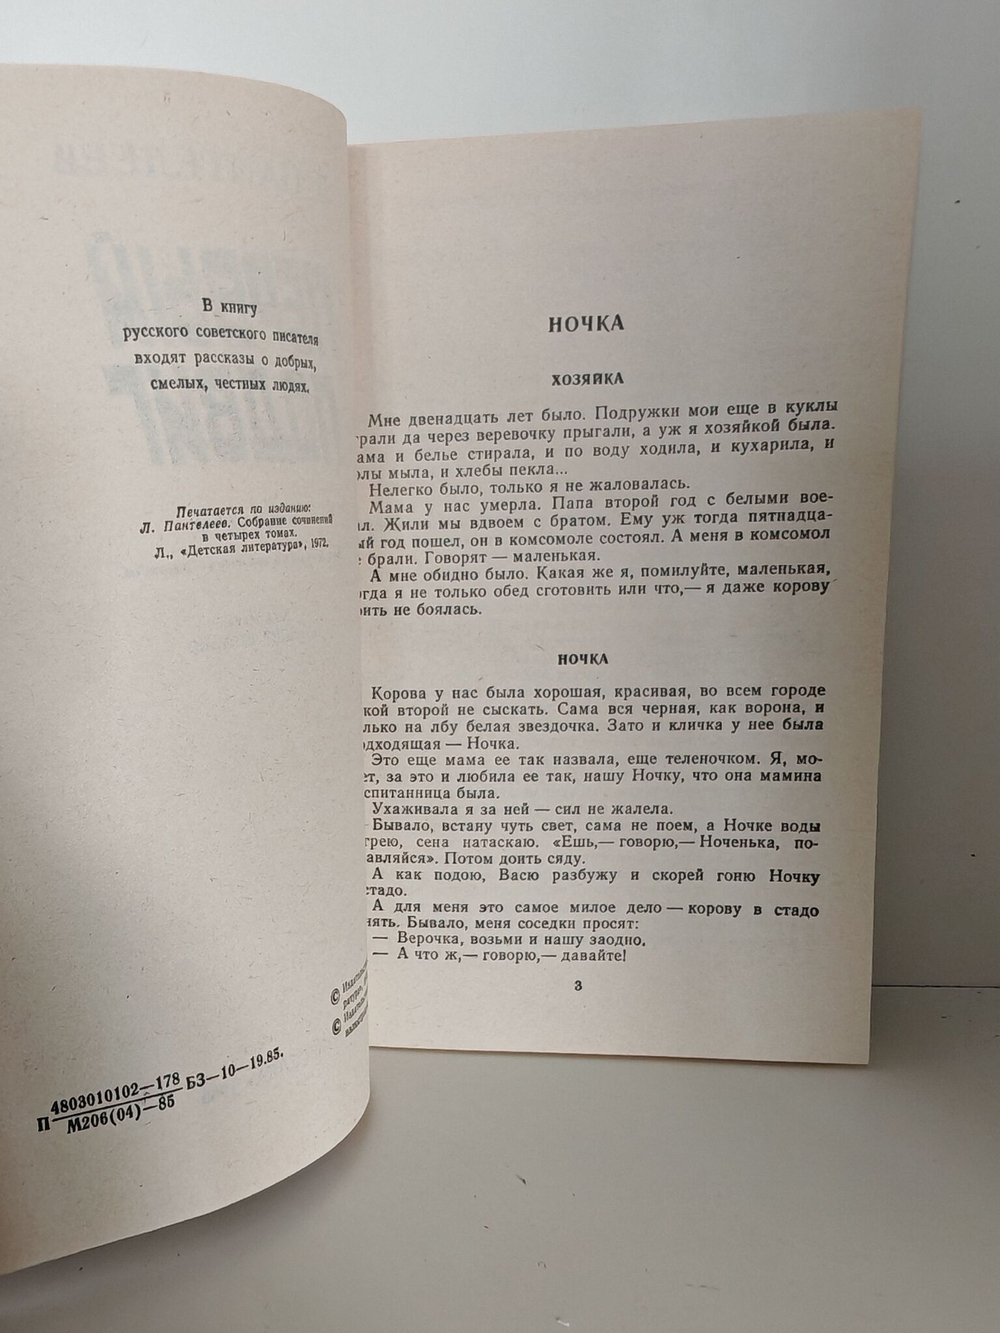 В книгу
русского советского писателя
входят рассказы о добрых,
смелых, честных людях.
Печатается по изданию:
Л. Пантелеев. Собрание сочинений
в четырех томах.
Л., «Детская литература», 1972.
П 4803010102—178 БЗ—10—19.85.
М206(04)—85
НОЧКА
ХОЗЯЙКА
Мне двенадцать лет было. Подружки мои еще в куклы
грали да через веревочку прыгали, а уж я хозяйкой была.
ама и белье стирала, и по воду ходила, и кухарила, и
олы мыла, и хлебы пекла...
Нелегко было, только я не жаловалась.
Мама у нас умерла. Папа второй год с белыми вое-
ал. Жили мы вдвоем с братом. Ему уж тогда пятнадца-
ый год пошел, он в комсомоле состоял. А меня в комсомол
е брали. Говорят — маленькая.
А мне обидно было. Какая же я, помилуйте, маленькая,
огда я не только обед сготовить или что,— я даже корову
оить не боялась.
НОЧКА
Корова у нас была хорошая, красивая, во всем городе
кой второй не сыскать. Сама вся черная, как ворона, и
лько на лбу белая звездочка. Зато и кличка у нее была
одходящая — Ночка.
Это еще мама ее так назвала, еще теленочком. Я, мо-
ет, за это и любила ее так, нашу Ночку, что она мамина
спитанница была.
Ухаживала я за ней — сил не жалела.
Бывало, встану чуть свет, сама не поем, а Ночке воды
грею, сена натаскаю. «Ешь,— говорю,— Ноченька, по-
авляйся». Потом доить сяду.
А как подою, Васю разбужу и скорей гоню Ночку
стадо.
А для меня это самое милое дело — корову в стадо
нять. Бывало, меня соседки просят:
— Верочка, возьми и нашу заодно.
— А что ж,— говорю,— давайте!
3